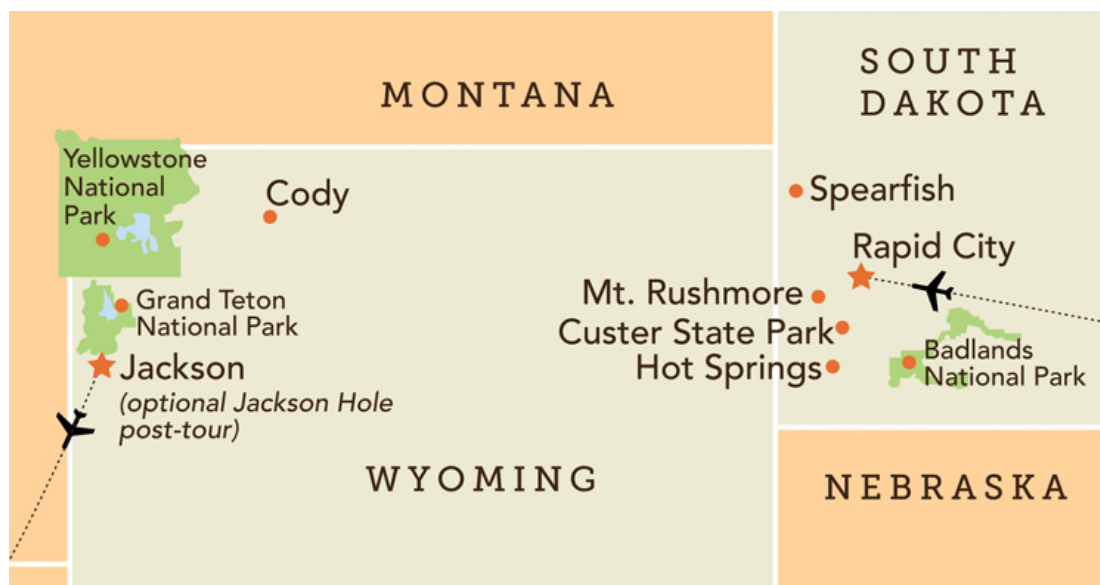 MONTANA
SOUTH
DAKOTA
Yellowstone
National
Park
Cody
Spearfish
Rapid City
Grand Teton
National Park
Mt. Rushmore
Custer State Park
Hot Springs
Badlands
National Park
Jackson
(optional Jackson Hole
post-tour)
WYOMING
NEBRASKA